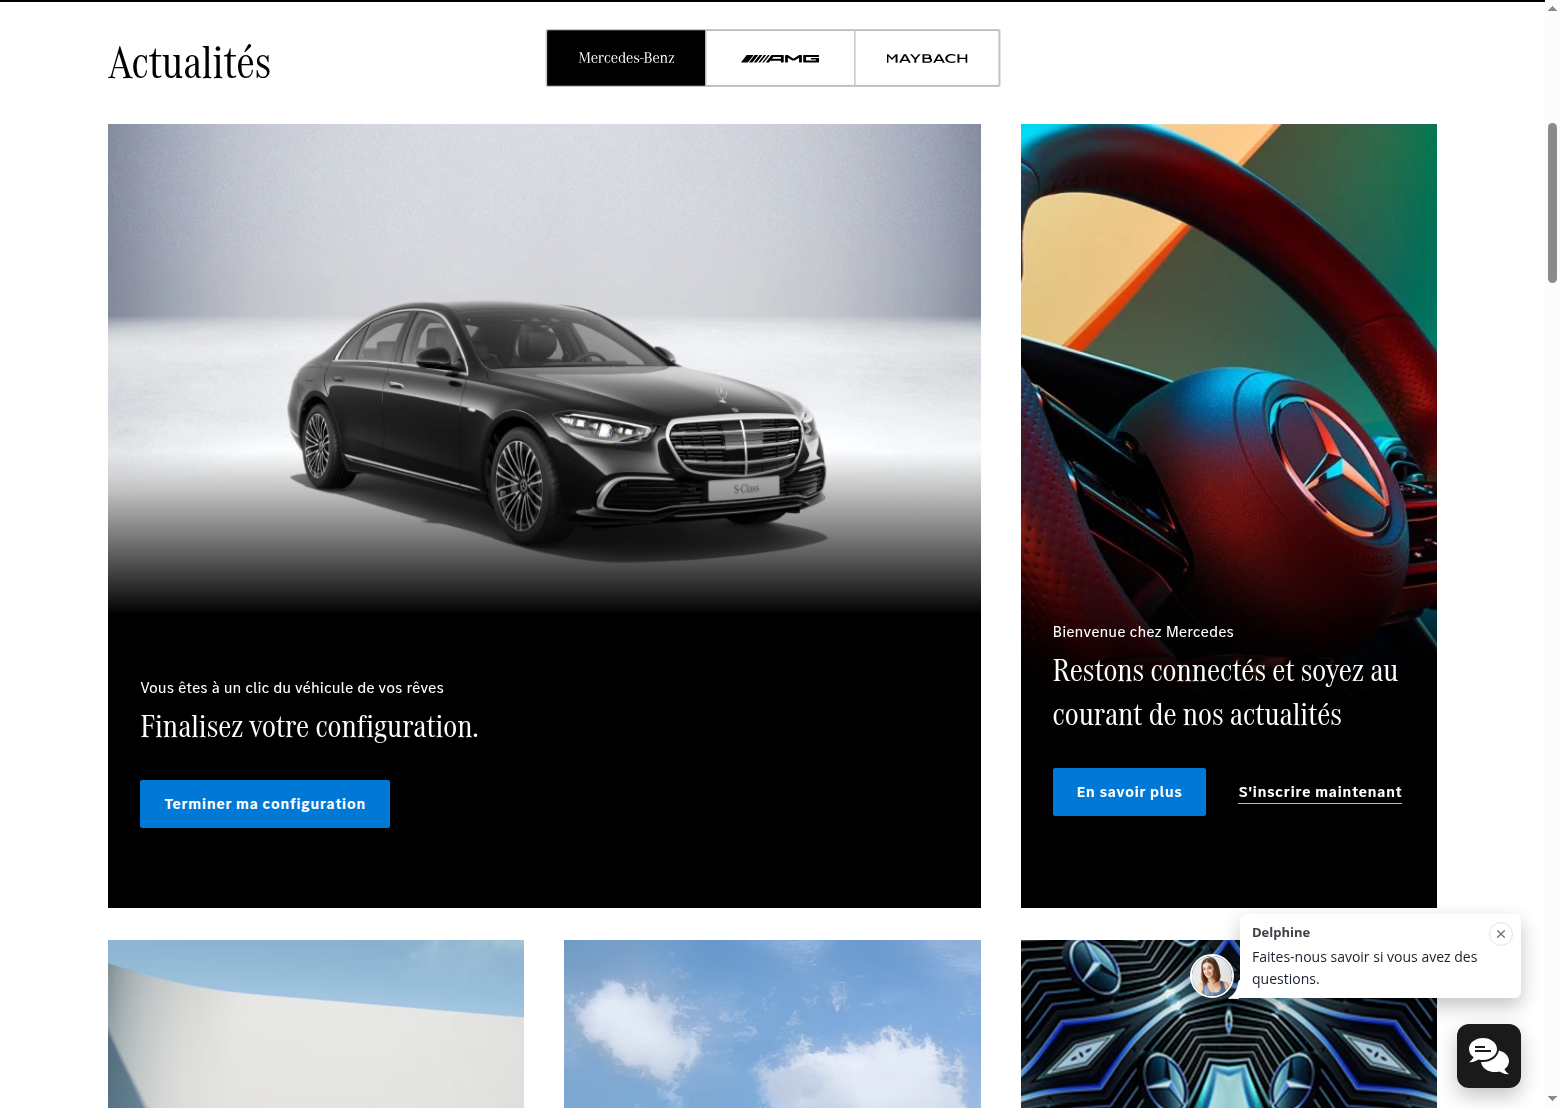 Actualités
Mercedes-Benz
AMG
MAYBACH
S-Class
Vous êtes à un clic du véhicule de vos rêves
Finalisez votre configuration.
Terminer ma configuration
Bienvenue chez Mercedes
Restons connectés et soyez au
courant de nos actualités
En savoir plus
S'inscrire maintenant
Delphine
Faites-nous savoir si vous avez des
questions.